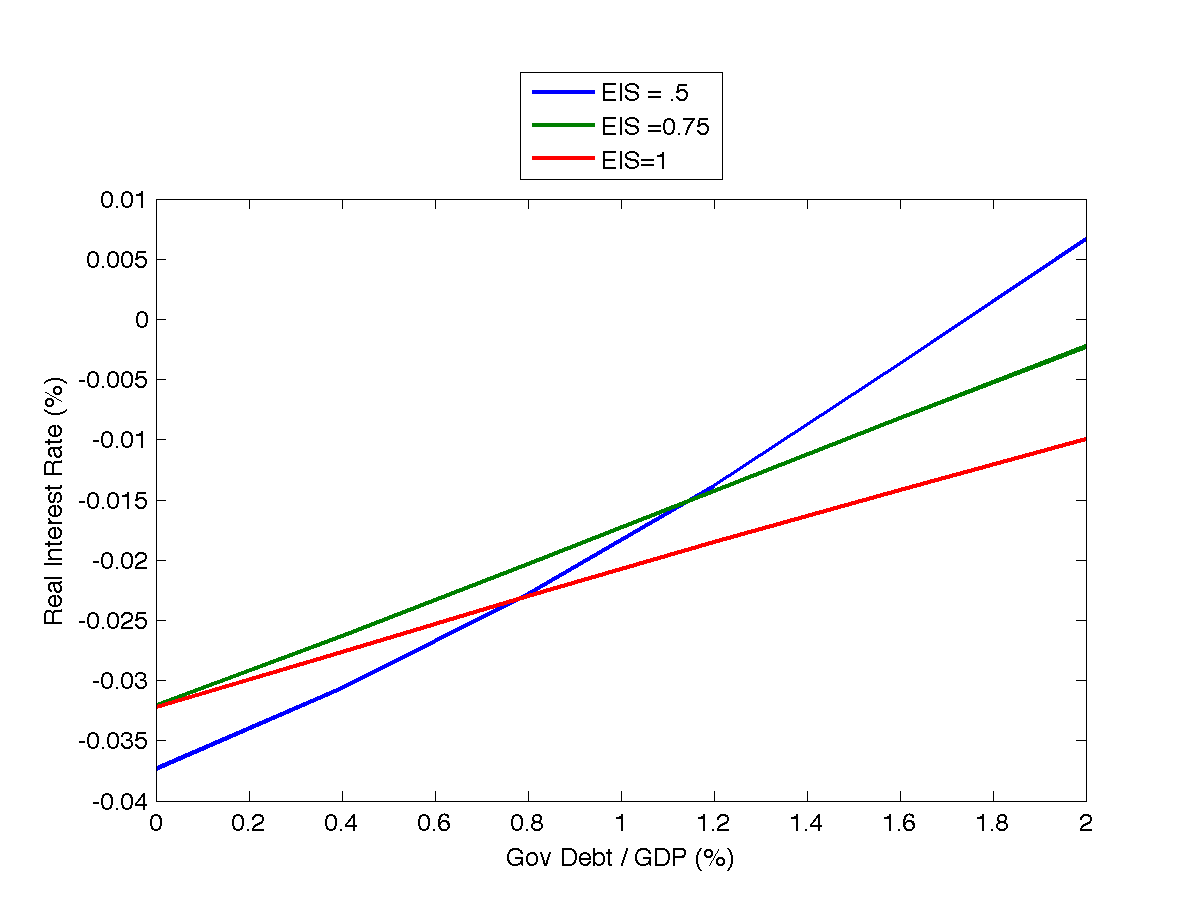 EIS = .5
EIS =0.75
EIS=1
0.01
0.005
0
-0.005
-0.01
-0.015
-0.02
-0.025
-0.03
-0.035
-0.04
Real Interest Rate (%)
0 0.2 0.4 0.6 0.8 1 1.2 1.4 1.6 1.8 2
Gov Debt / GDP (%)